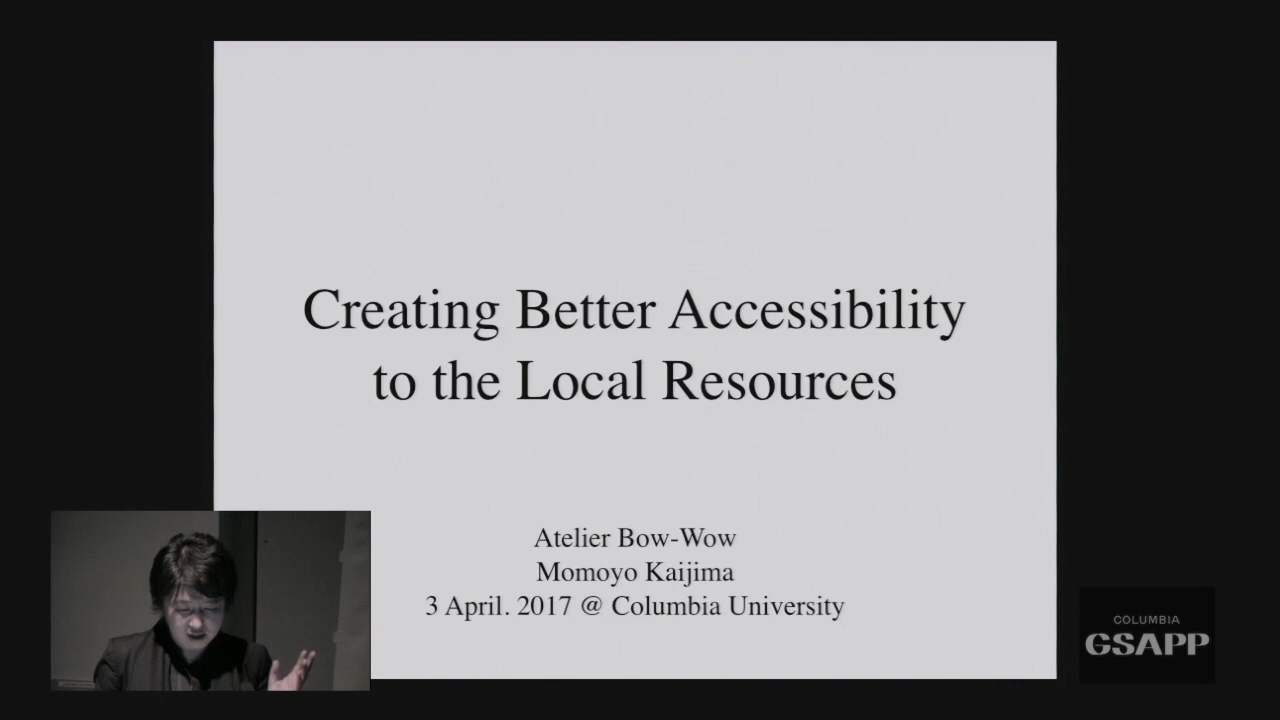 Creating Better Accessibility
to the Local Resources
Atelier Bow-Wow
Momoyo Kaijima
3 April. 2017 @ Columbia University
COLUMBIA
GSAPP